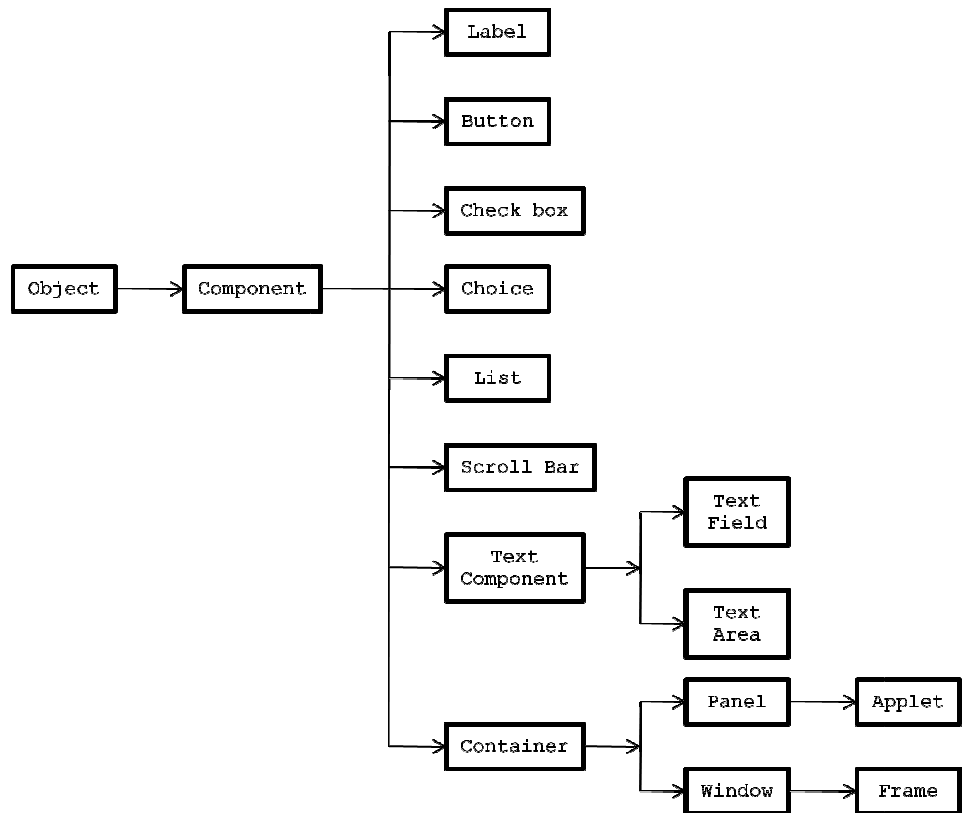 Label
Button
Check box
Object
Component
Choice
List
Scroll Bar
Text
Field
Text
Component
Text
Area
Panel
Applet
Container
Window
Frame